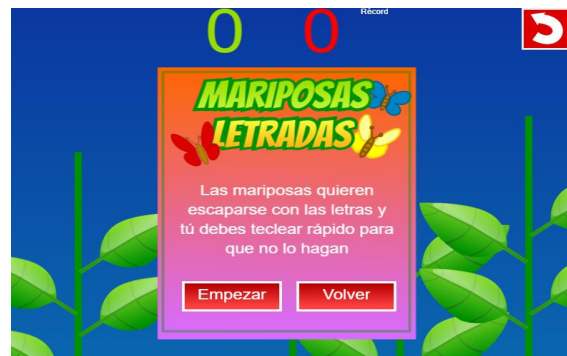 0 0 Récord
MARIPOSAS
LETRADAS
Las mariposas quieren
escaparse con las letras y
tú debes teclear rápido para
que no lo hagan
Empezar Volver